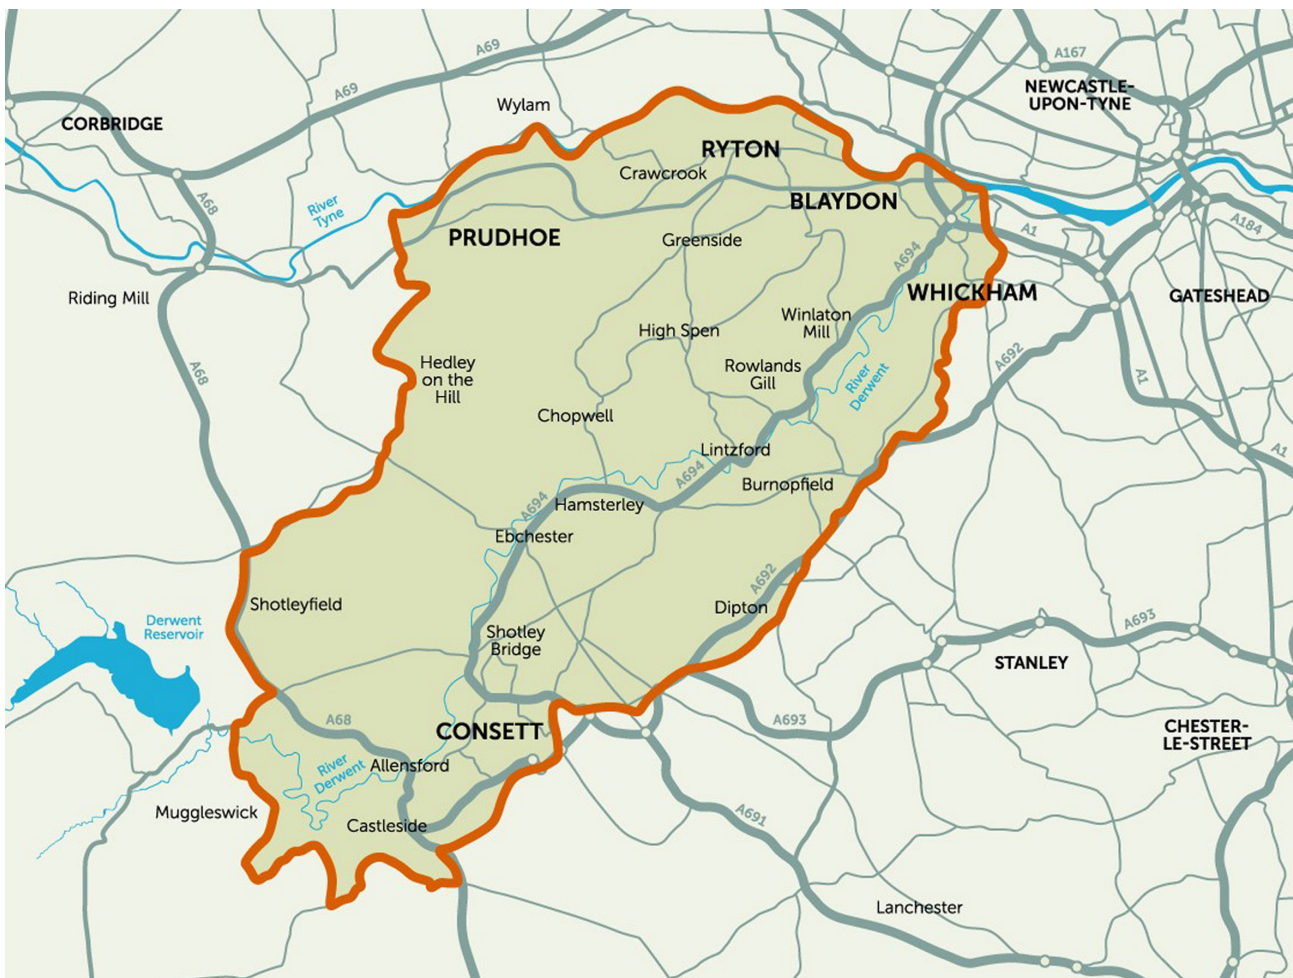 A167
A69
NEWCASTLE-
UPON-TYNE
A69
Wylam
CORBRIDGE
RYTON
Crawcrook
A68
River
Tyne
BLAYDON
A184
A1
PRUDHOE
Greenside
A694
Riding Mill
WHICKHAM
GATESHEAD
Winlaton
Mill
High Spen
A692
Hedley
on the
Hill
Rowlands
Gill
River
Derwent
A68
A1
Chopwell
Lintzford
A1
A694
Burnopfield
A694
Hamsterley
Ebchester
A692
Shotleyfield
Dipton
Derwent
Reservoir
A693
Shotley
Bridge
STANLEY
A68
CONSETT
A693
CHESTER-
LE-STREET
River
Derwent
Allensford
Muggleswick
Castleside
A691
Lanchester